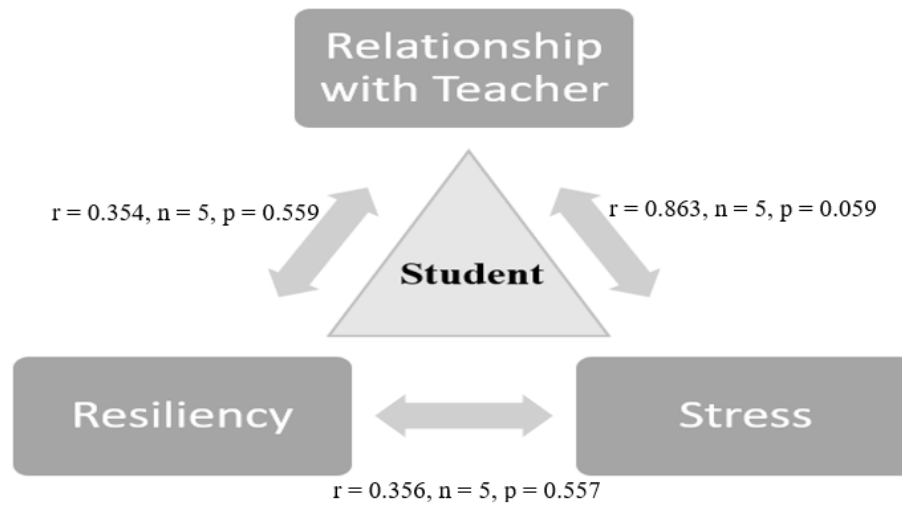 Relationship
with Teacher
r = 0.354, n = 5, p = 0.559
r = 0.863, n = 5, p = 0.059
Student
Resiliency
Stress
r = 0.356, n = 5, p = 0.557